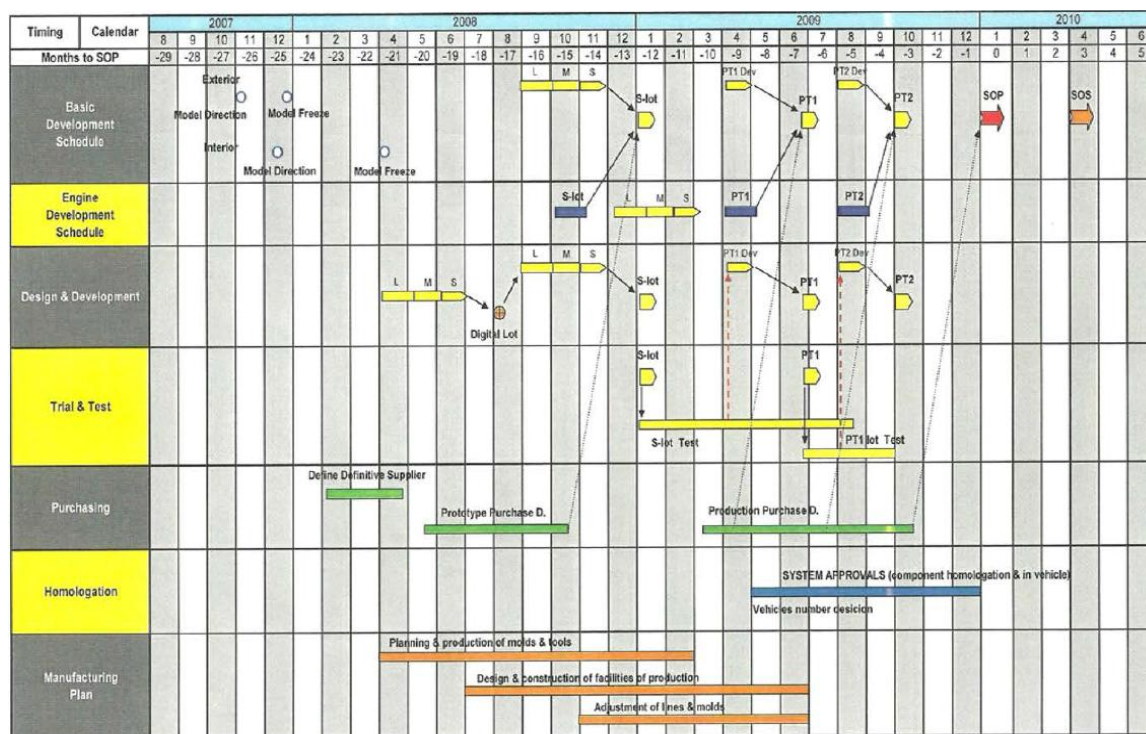 Timing
Calendar
2007 2008 2009 2010
8 9 10 11 12 1 2 3 4 5 6 7 8 9 10 11 12 1 2 3 4 5 6 7 8 9 10 11 12 1 2 3 4 5 6
Months to SOP
-29 -28 -27 -26 -25 -24 -23 -22 -21 -20 -19 -18 -17 -16 -15 -14 -13 -12 -11 -10 -9 -8 -7 -6 -5 -4 -3 -2 -1 0 1 2 3 4 5
Basic
Development
Schedule
Exterior
Model Direction
Model Freeze
Interior
Model Direction
Model Freeze
L M S
S-lot
PT1 Dev
PT1
PT2 Dev
PT2
SOP
SOS
Engine
Development
Schedule
S-lot
L M S
PT1
PT2
Design & Development
L M S
Digital Lot
L M S
S-lot
PT1 Dev
PT1
PT2 Dev
PT2
Trial & Test
S-lot
PT1
S-lot Test
PT1 lot Test
Purchasing
Define Definitive Supplier
Prototype Purchase D.
Production Purchase D.
Homologation
SYSTEM APPROVALS (component homologation & in vehicle)
Vehicles number desicion
Manufacturing
Plan
Planning & production of molds & tools
Design & construction of facilities of production
Adjustment of lines & molds